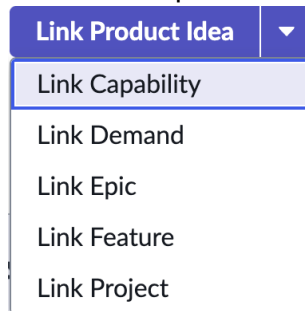 Link Product Idea
Link Capability
Link Demand
Link Epic
Link Feature
Link Project